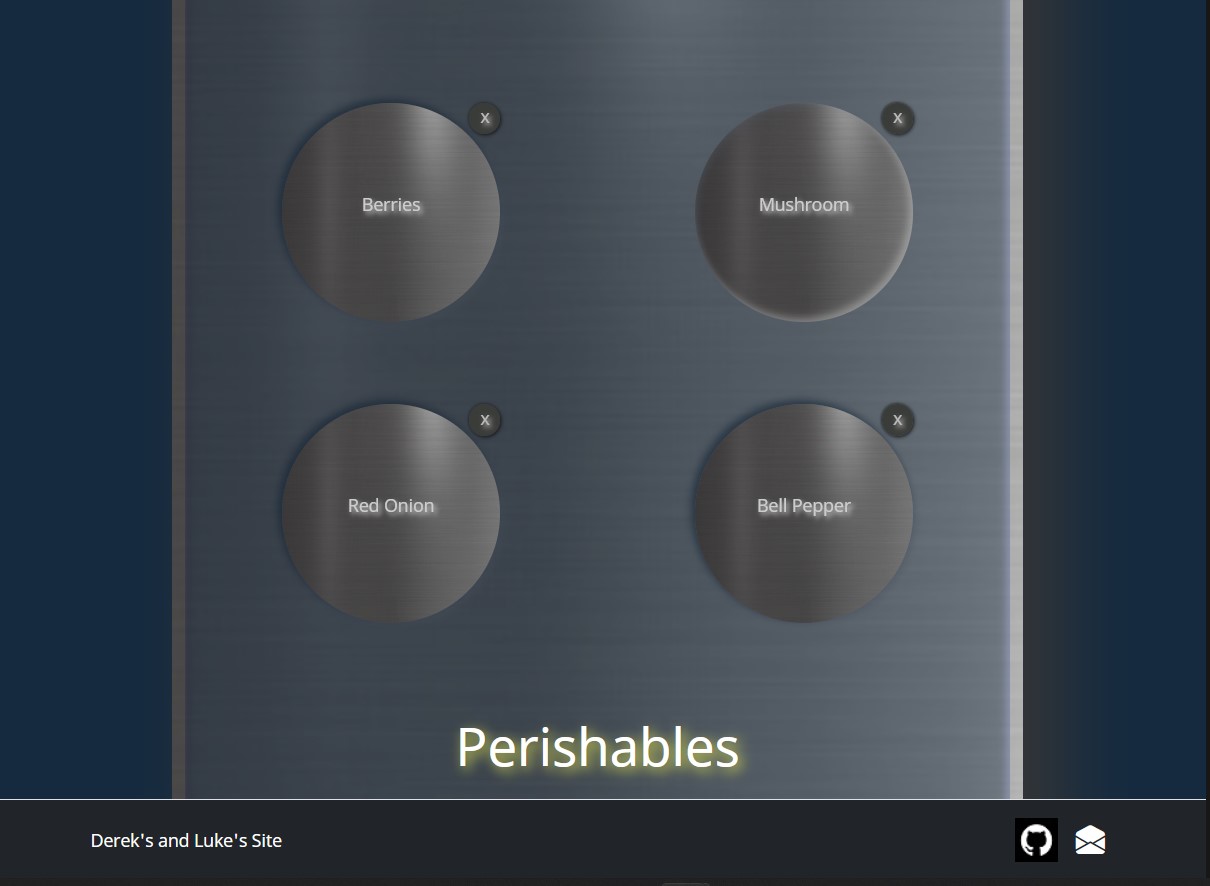 X
X
Berries
Mushroom
X
X
Red Onion
Bell Pepper
Perishables
Derek's and Luke's Site